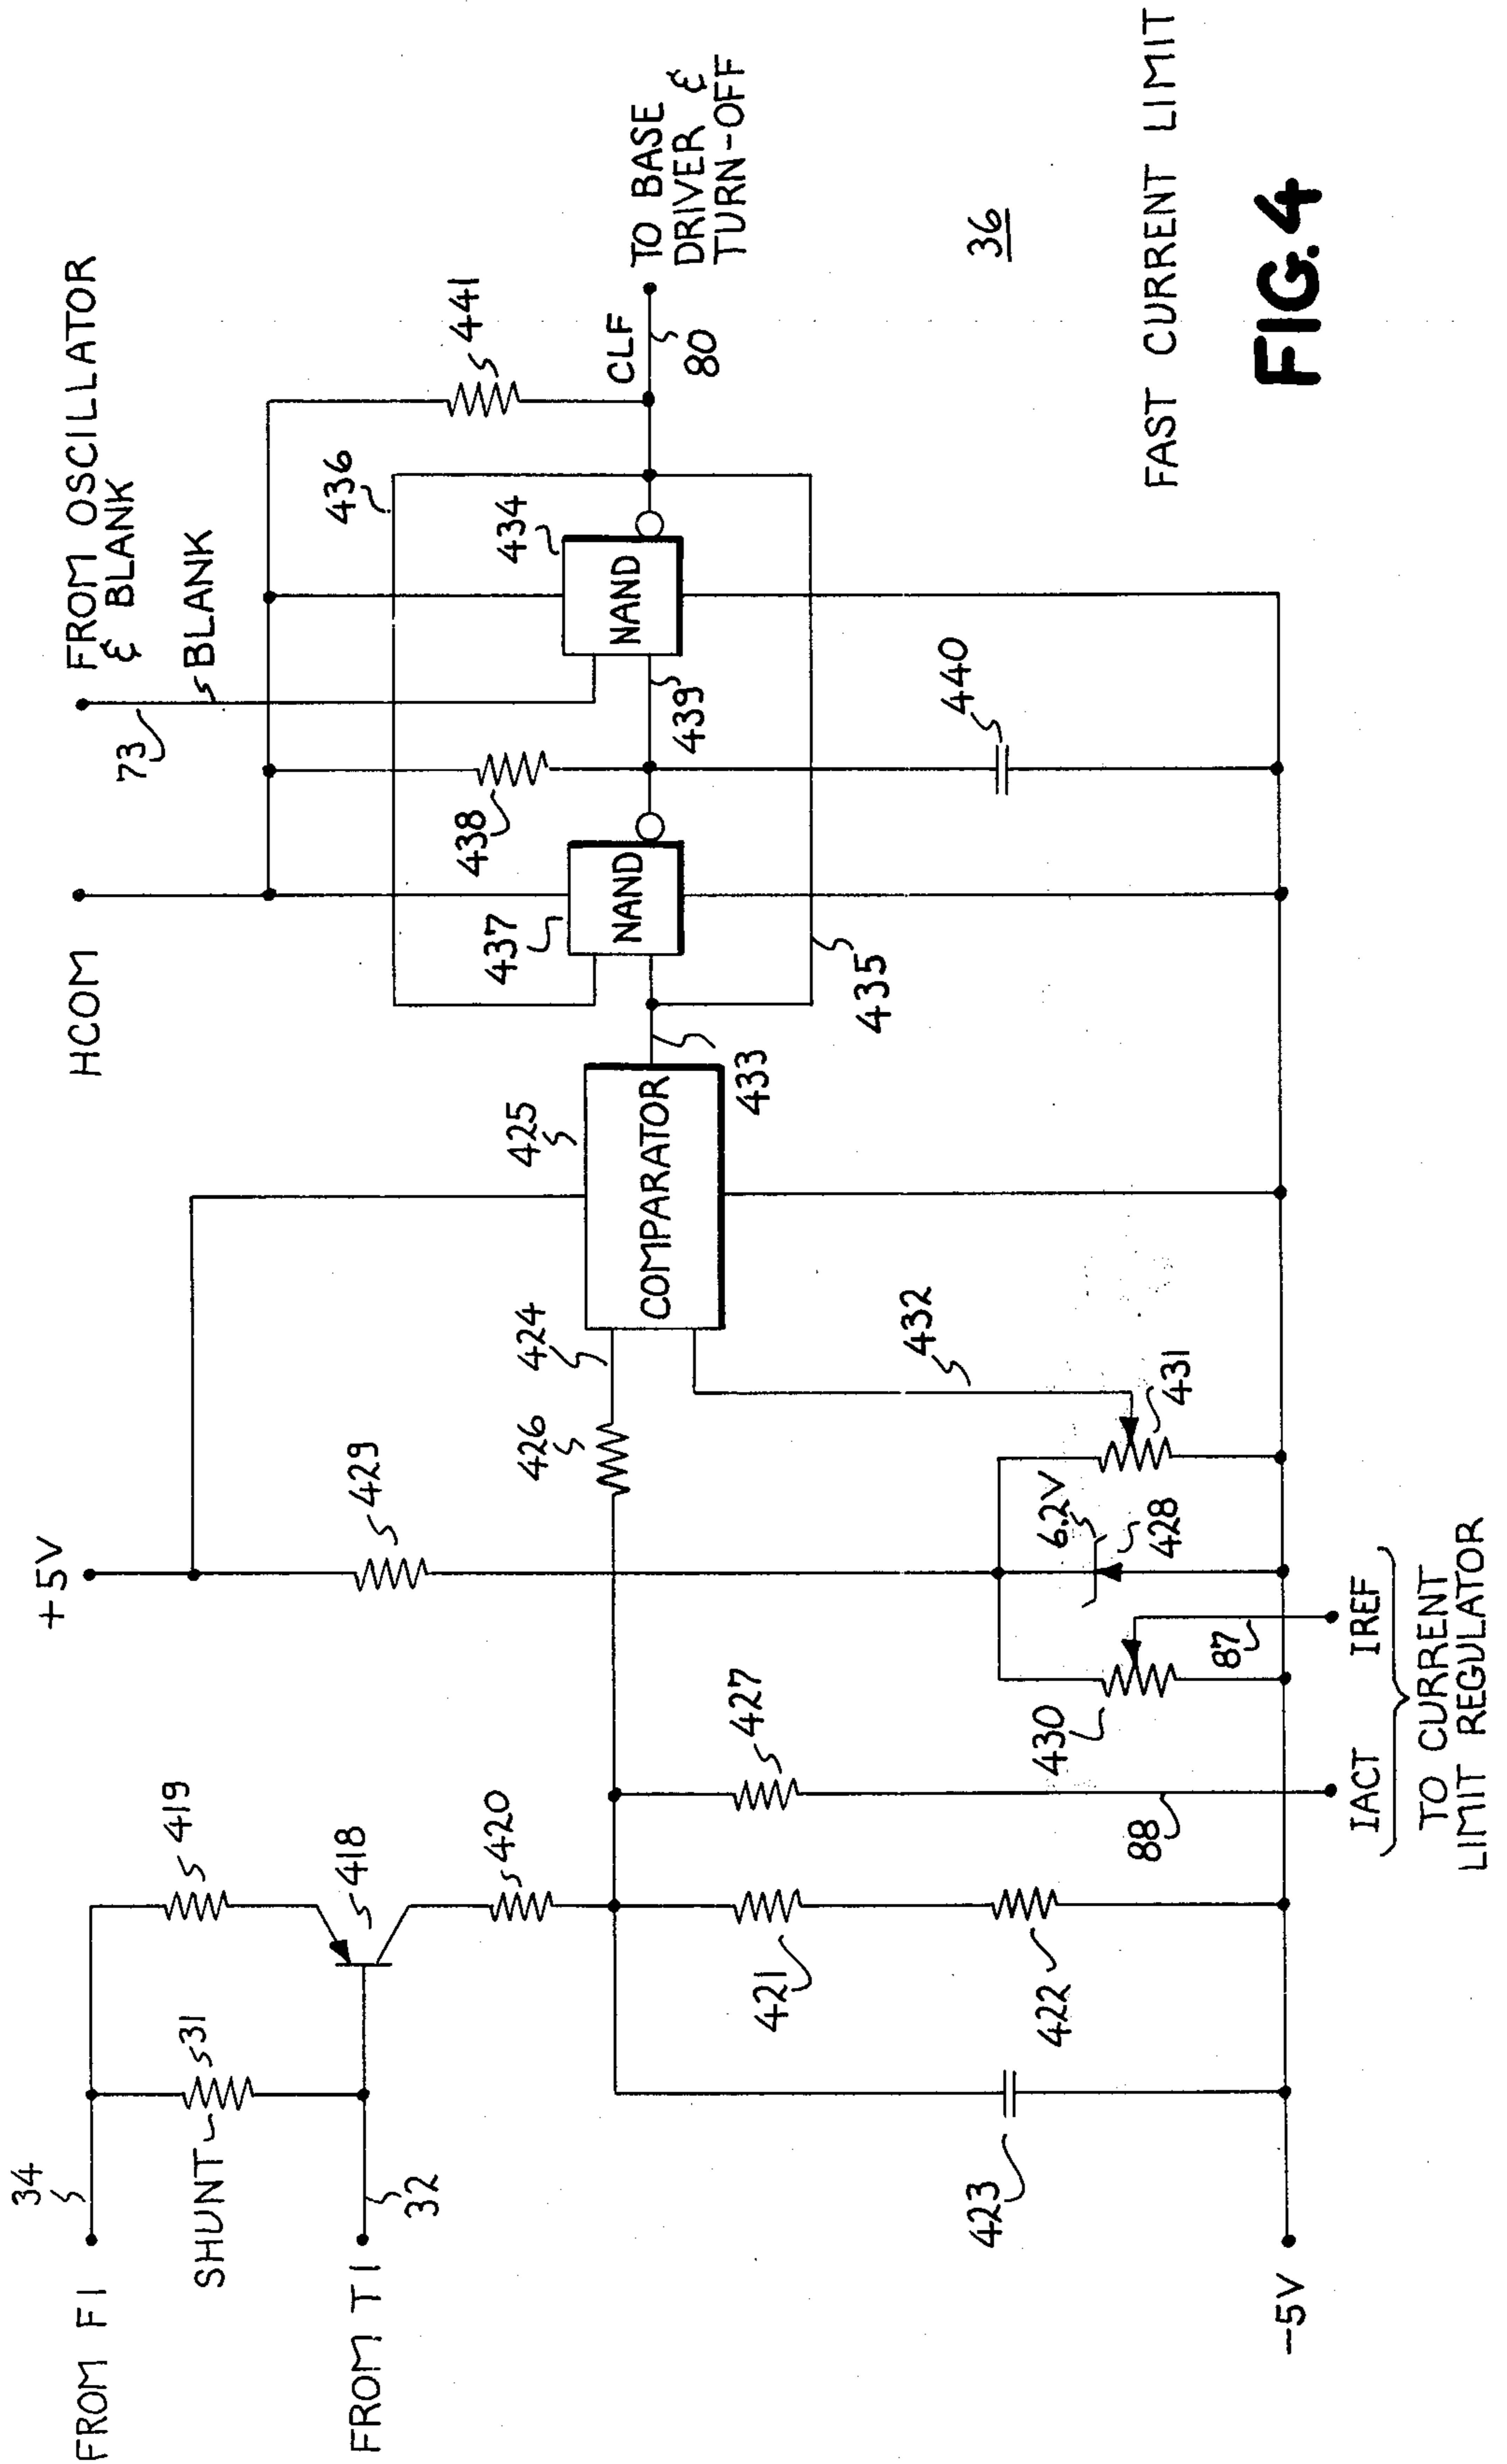 FROM F1
34
SHUNT
31
FROM T1
32
419
418
420
421
422
423
-5V
427
88
IACT
IREF
87
TO CURRENT
LIMIT REGULATOR
430
428
6.2V
431
432
+5V
429
426
424
425
COMPARATOR
433
HCOM
437
NAND
438
435
440
439
73
BLANK
FROM OSCILLATOR
& BLANK
436
434
NAND
441
CLF
80
TO BASE
DRIVER &
TURN-OFF
36
FAST CURRENT LIMIT
FIG. 4